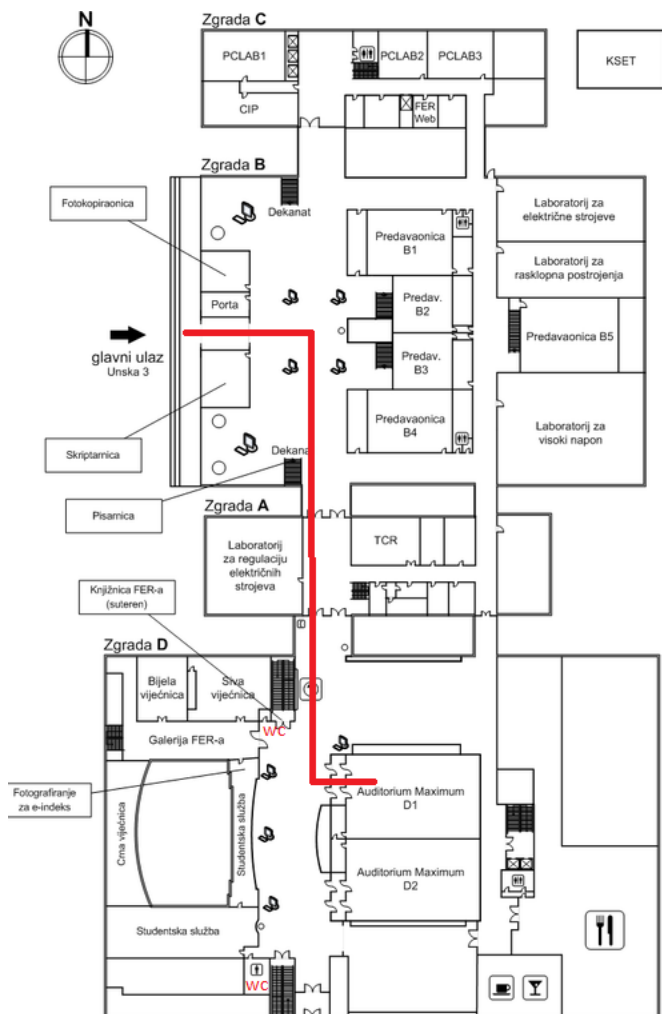 N
Zgrada C
PCLAB1
PCLAB2
PCLAB3
KSET
CIP
FER
Web
Zgrada B
Fotokopiraonica
Dekanat
Predavaonica
B1
Laboratorij za
električne strojeve
Laboratorij za
rasklopna postrojenja
Porta
Predav.
B2
glavni ulaz
Unska 3
Predav.
B3
Predavaonica B5
Skriptarnica
Dekanat
Predavaonica
B4
Laboratorij za
visoki napon
Pisarnica
Zgrada A
Laboratorij
za regulaciju
električnih
strojeva
TCR
Knjižnica FER-a
(suteren)
Zgrada D
Bijela
vijećnica
Siva
vijećnica
wc
Galerija FER-a
Fotografiranje
za e-indeks
Crna vijećnica
Studentska služba
Auditorium Maximum
D1
Auditorium Maximum
D2
Studentska služba
wc